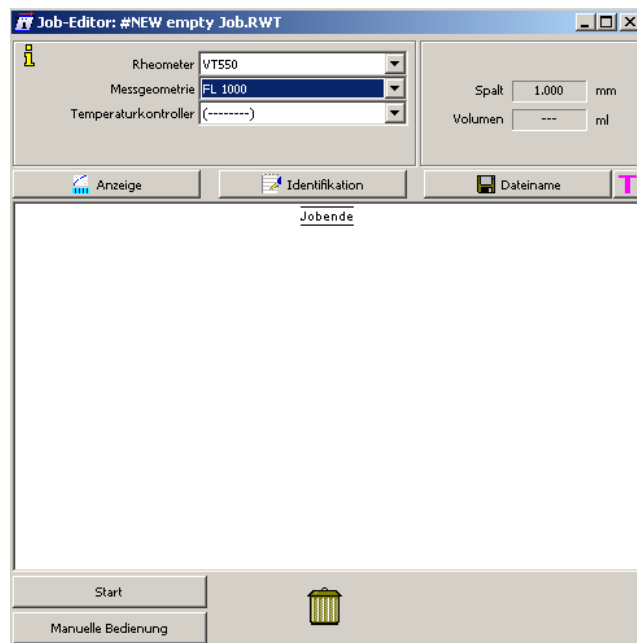 Job-Editor: #NEW empty Job.RWT
Rheometer VT550
Messgeometrie FL 1000
Temperaturkontroller (--------)
Spalt 1.000 mm
Volumen --- ml
Anzeige Identifikation Dateiname T
Jobende
Start
Manuelle Bedienung